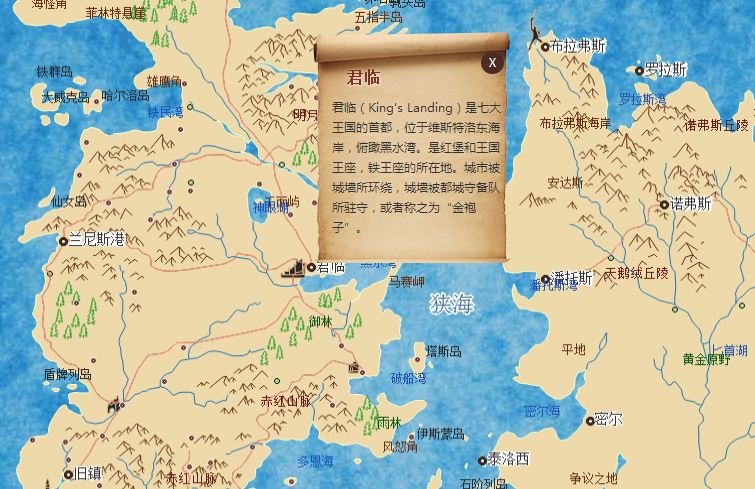 海怪角
菲林特悬崖
五指半岛
布拉弗斯
铁群岛
大威克岛
哈尔洛岛
雄鹰角
铁民湾
罗拉斯
罗拉斯湾
布拉弗斯海岸
诺弗斯丘陵
X
君临
君临（King's Landing）是七大
王国的首都，位于维斯特洛东海
岸，俯瞰黑水湾。是红堡和王国
王座，铁王座的所在地。城市被
城墙所环绕，城墙被都城守备队
所驻守，或者称之为“金袍
子”。
安达斯
仙女岛
神眼湖
诺弗斯
兰尼斯港
君临
马赛岬
潘托斯
潘托斯湾
天鹅绒丘陵
狭海
御林
塔斯岛
平地
匕首湖
黄金原野
盾牌列岛
破船湾
赤红山脉
雨林
密尔海
密尔
风怒角
伊斯蒙岛
旧镇
赤红山脉
多恩海
泰洛西
石阶列岛
争议之地